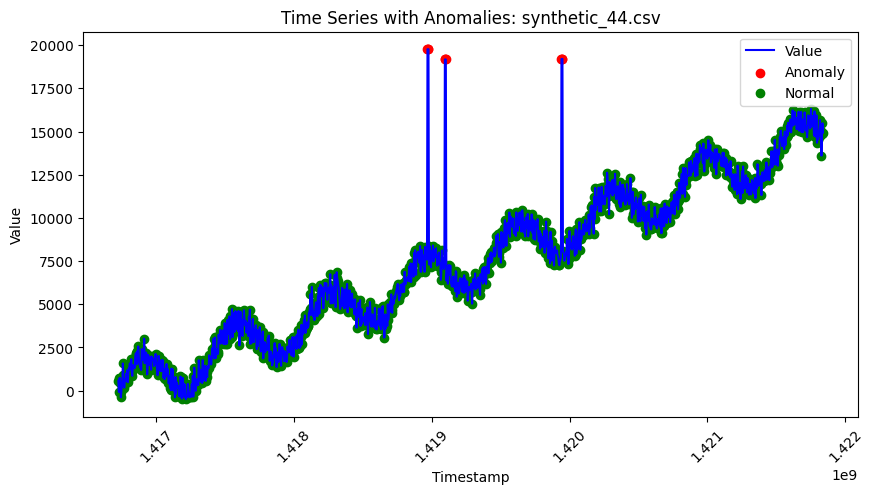 Time Series with Anomalies: synthetic_44.csv
Value
20000
17500
15000
12500
10000
7500
5000
2500
0
Value
Anomaly
Normal
1.417
1.418
1.419
1.420
1.421
1.422
1e9
Timestamp